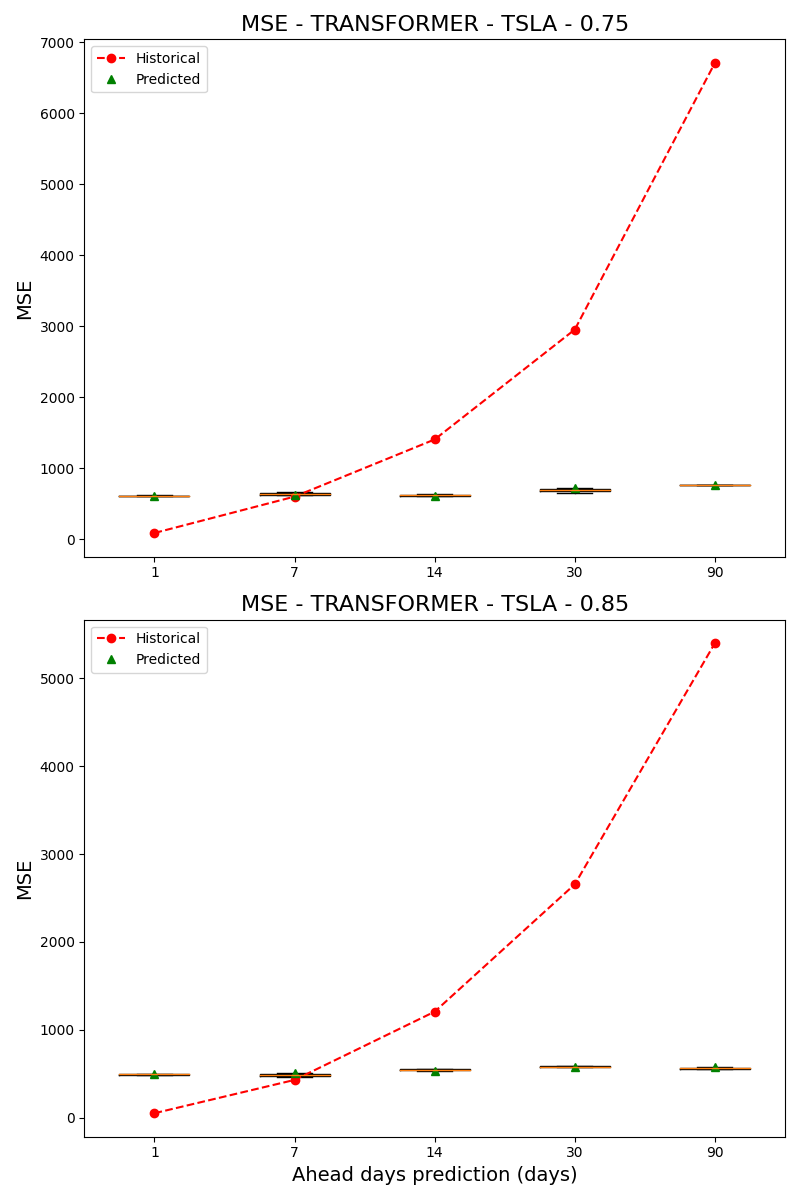 MSE - TRANSFORMER - TSLA - 0.75
7000
6000
5000
4000
3000
2000
1000
0
MSE
Historical
Predicted
1 7 14 30 90
MSE - TRANSFORMER - TSLA - 0.85
5000
4000
3000
2000
1000
0
MSE
Historical
Predicted
1 7 14 30 90
Ahead days prediction (days)